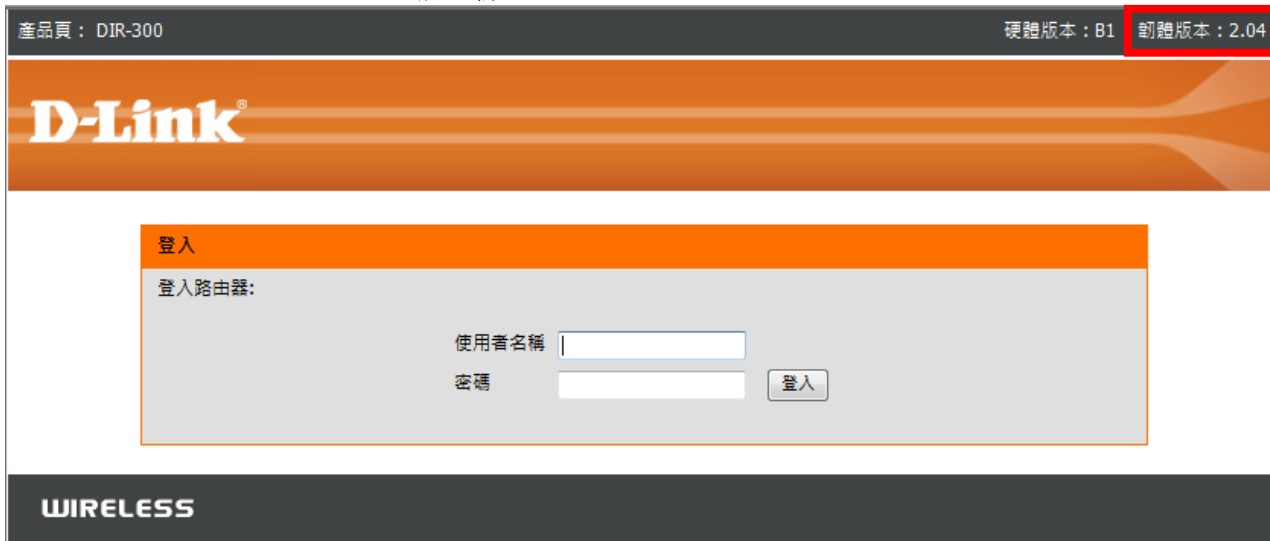 產品頁： DIR-300 硬體版本：B1 韌體版本：2.04
D-Link®
登入
登入路由器:
使用者名稱
密碼 登入
WIRELESS